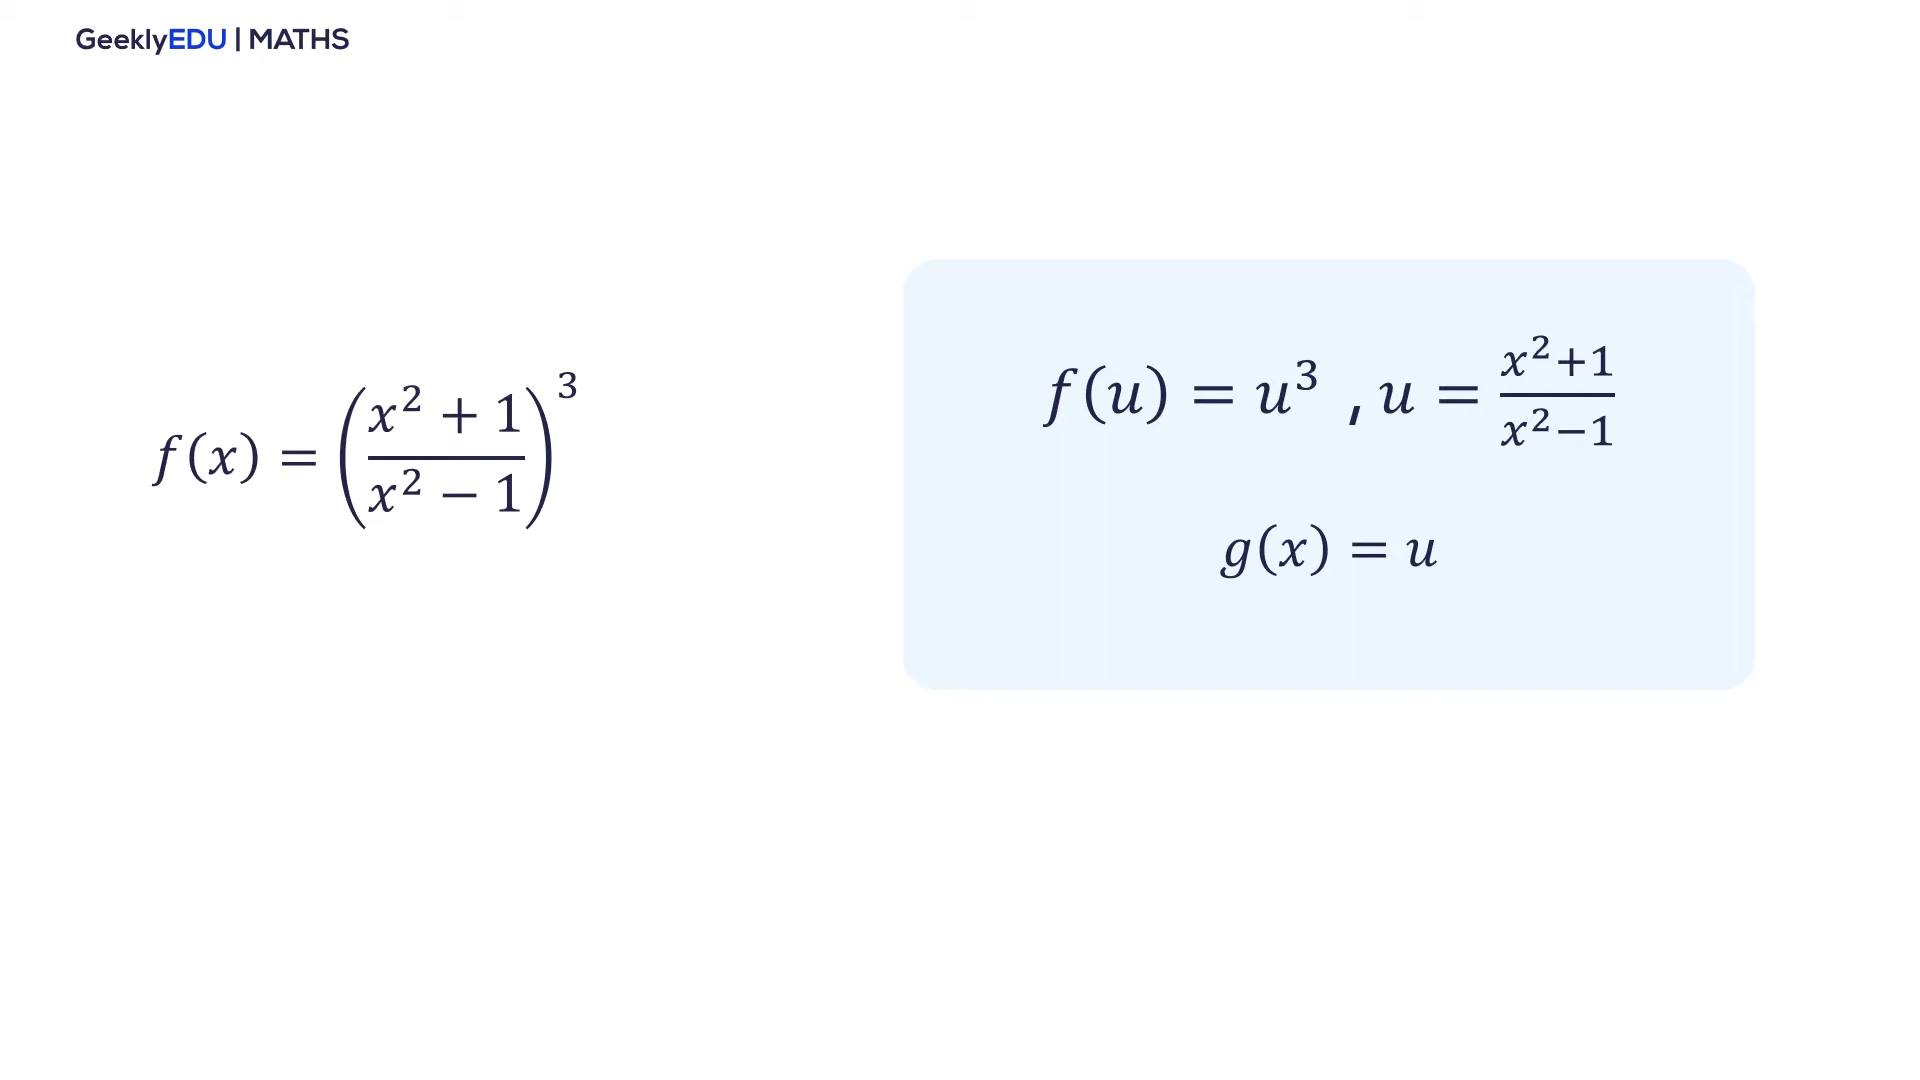 GeeklyEDU | MATHS
f(x) = ((x² + 1)/(x² − 1))³
f(u) = u³ , u = (x²+1)/(x²−1)
g(x) = u